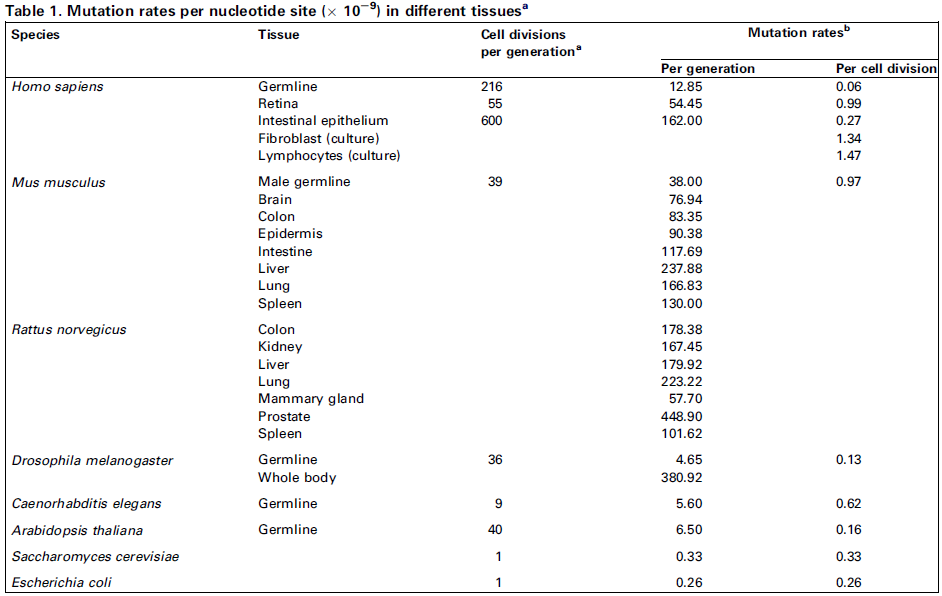 Table 1. Mutation rates per nucleotide site (× 10−9) in different tissuesa
Species Tissue Cell divisions per generationa Mutation ratesb
Per generation Per cell division
Homo sapiens Germline 216 12.85 0.06
Retina 55 54.45 0.99
Intestinal epithelium 600 162.00 0.27
Fibroblast (culture) 1.34
Lymphocytes (culture) 1.47
Mus musculus Male germline 39 38.00 0.97
Brain 76.94
Colon 83.35
Epidermis 90.38
Intestine 117.69
Liver 237.88
Lung 166.83
Spleen 130.00
Rattus norvegicus Colon 178.38
Kidney 167.45
Liver 179.92
Lung 223.22
Mammary gland 57.70
Prostate 448.90
Spleen 101.62
Drosophila melanogaster Germline 36 4.65 0.13
Whole body 380.92
Caenorhabditis elegans Germline 9 5.60 0.62
Arabidopsis thaliana Germline 40 6.50 0.16
Saccharomyces cerevisiae 1 0.33 0.33
Escherichia coli 1 0.26 0.26